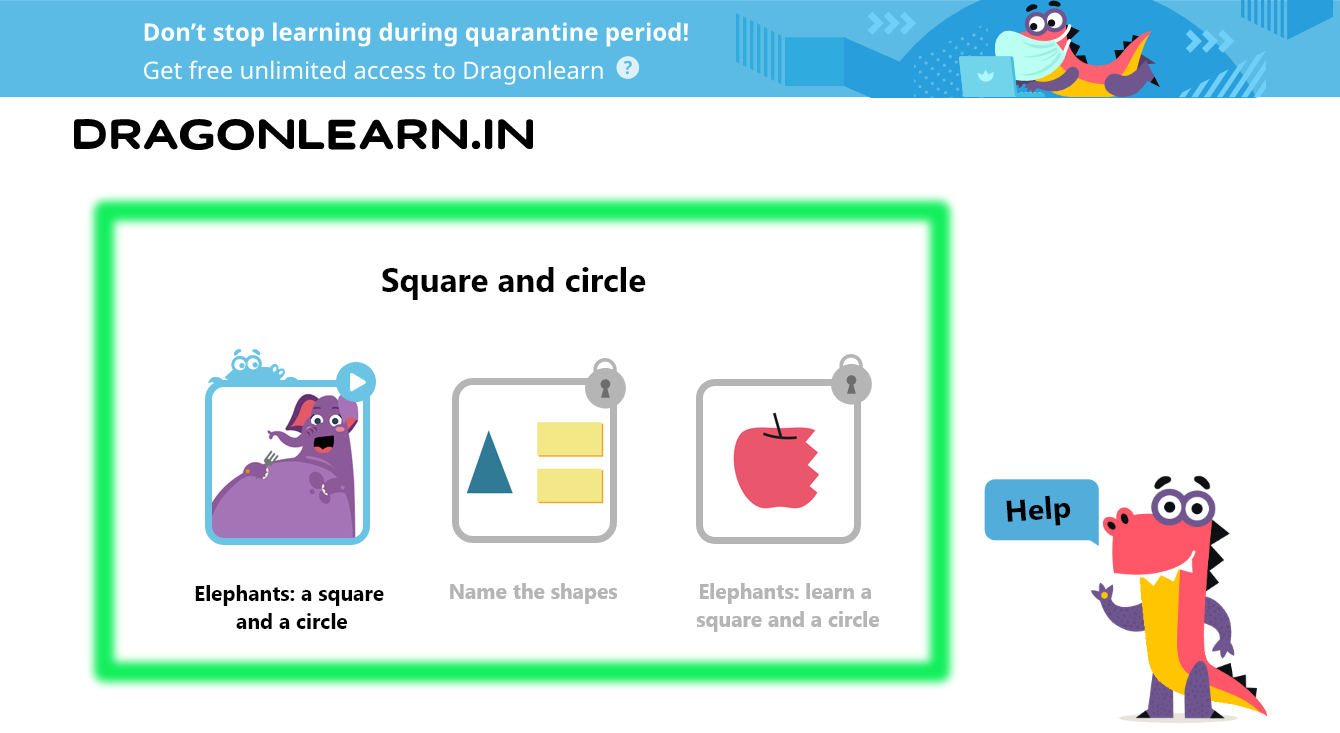 Don't stop learning during quarantine period!
Get free unlimited access to Dragonlearn ?
DRAGONLEARN.IN
Square and circle
Elephants: a square
and a circle
Name the shapes
Elephants: learn a
square and a circle
Help